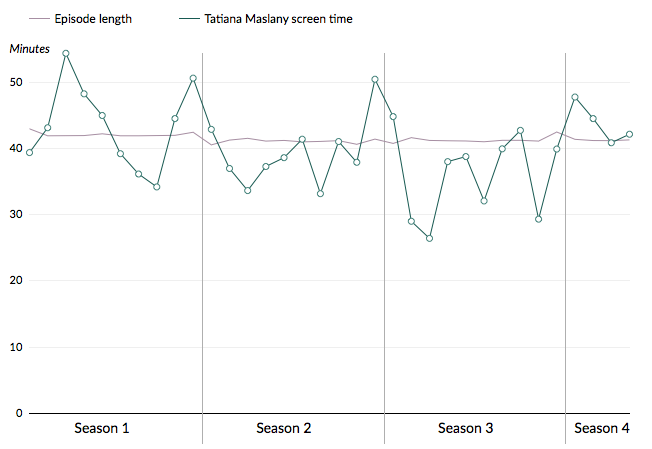 Episode length
Tatiana Maslany screen time
Minutes
50
40
30
20
10
0
Season 1
Season 2
Season 3
Season 4